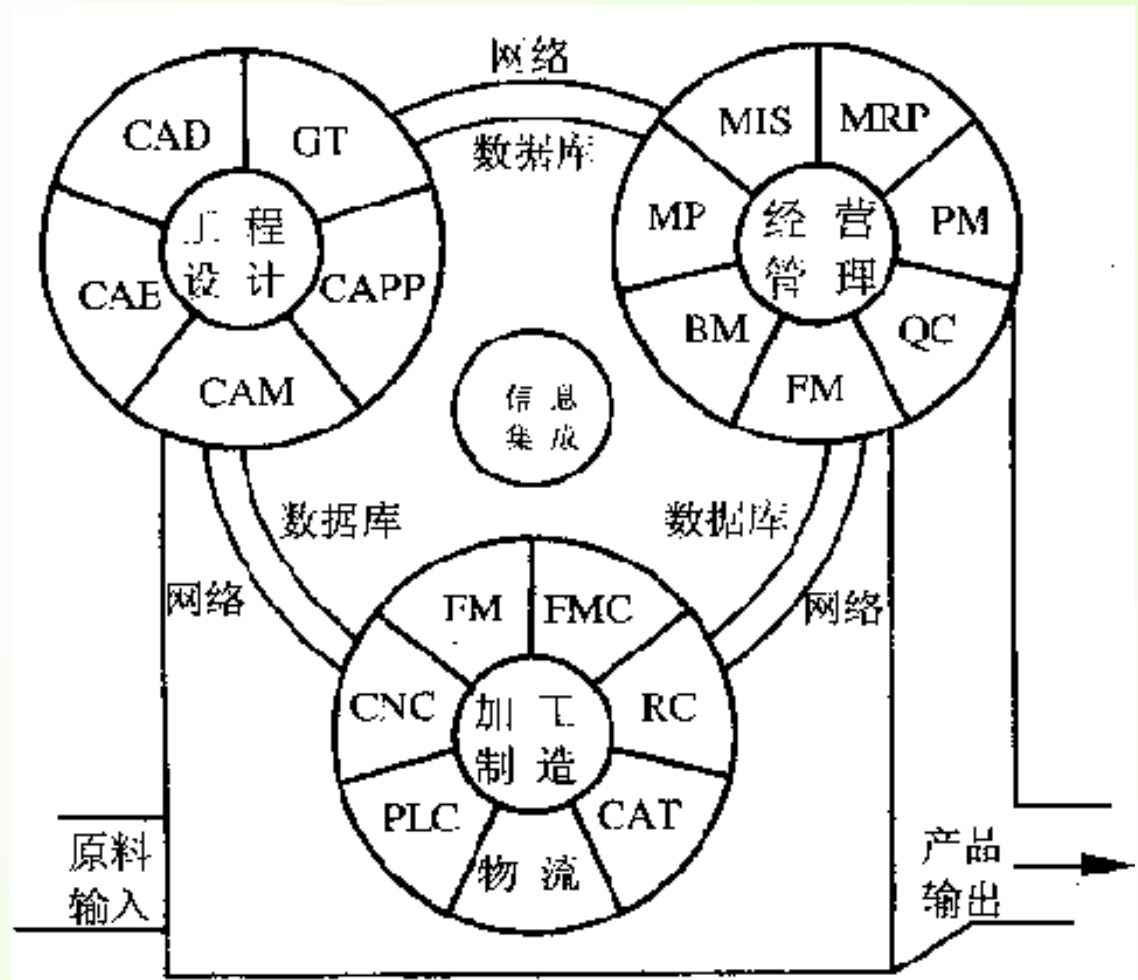 网络
数据库
CAD
GT
CAE
CAPP
CAM
工程
设计
MIS
MRP
MP
PM
BM
QC
FM
经营
管理
信息
集成
数据库
网络
数据库
网络
FM
FMC
CNC
RC
PLC
CAT
物流
加工
制造
原料
输入
产品
输出